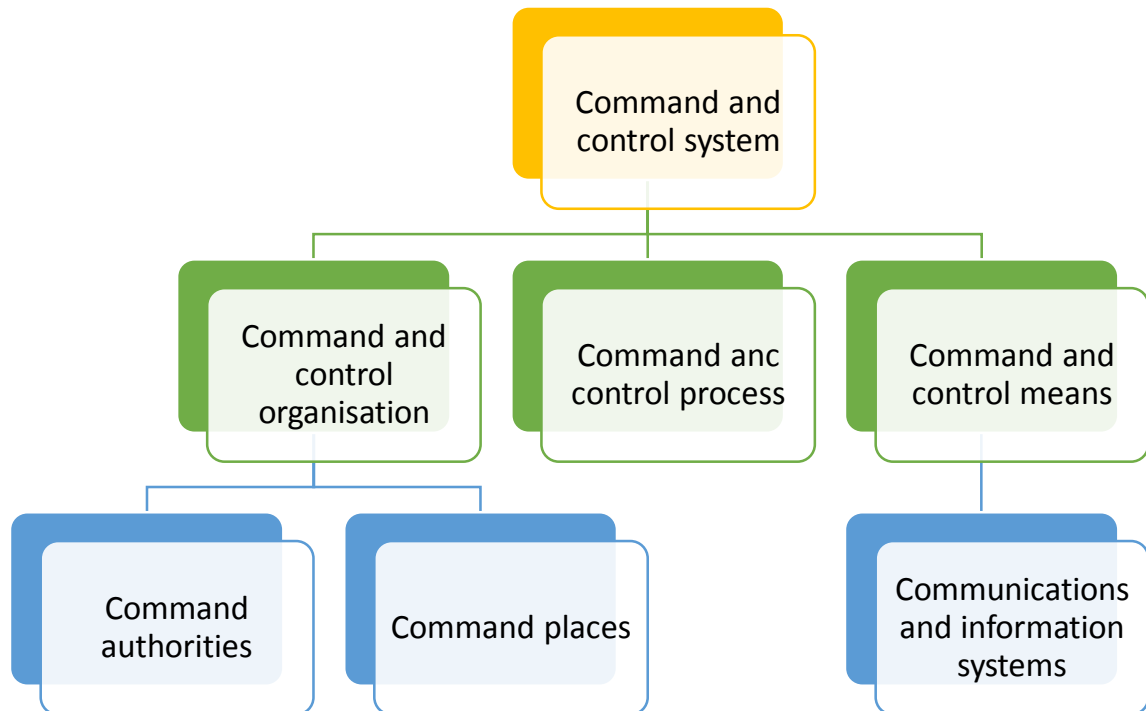 Command and
control system
Command and
control
organisation
Command anc
control process
Command and
control means
Command
authorities
Command places
Communications
and information
systems